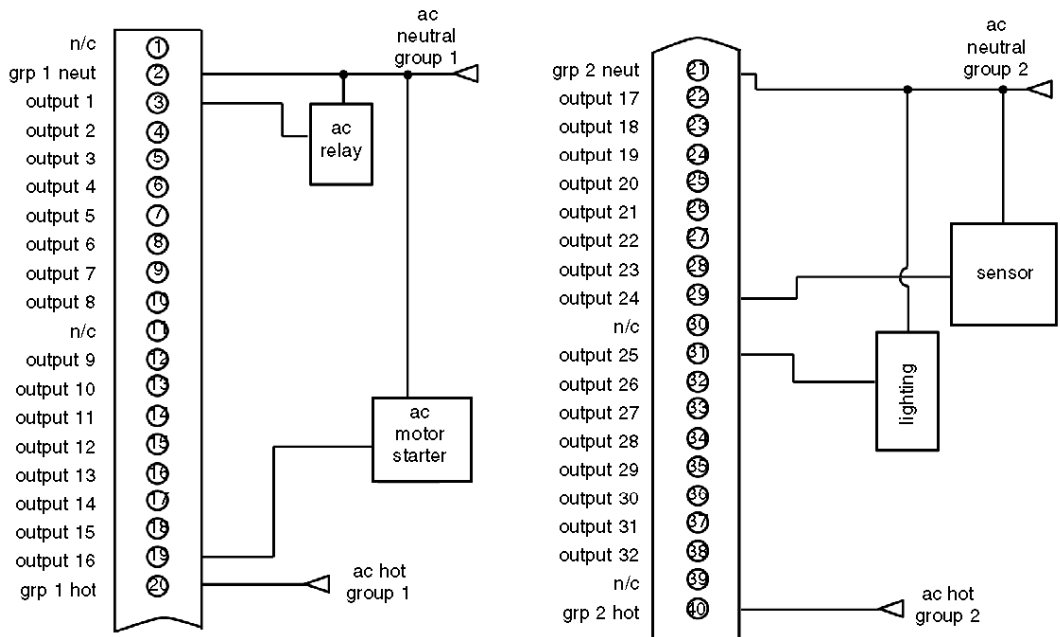 n/c 1
grp 1 neut 2
output 1 3
output 2 4
output 3 5
output 4 6
output 5 7
output 6 8
output 7 9
output 8 10
n/c 11
output 9 12
output 10 13
output 11 14
output 12 15
output 13 16
output 14 17
output 15 18
output 16 19
grp 1 hot 20
ac
neutral
group 1
ac
relay
ac
motor
starter
ac hot
group 1
grp 2 neut 21
output 17 22
output 18 23
output 19 24
output 20 25
output 21 26
output 22 27
output 23 28
output 24 29
n/c 30
output 25 31
output 26 32
output 27 33
output 28 34
output 29 35
output 30 36
output 31 37
output 32 38
n/c 39
grp 2 hot 40
ac
neutral
group 2
sensor
lighting
ac hot
group 2